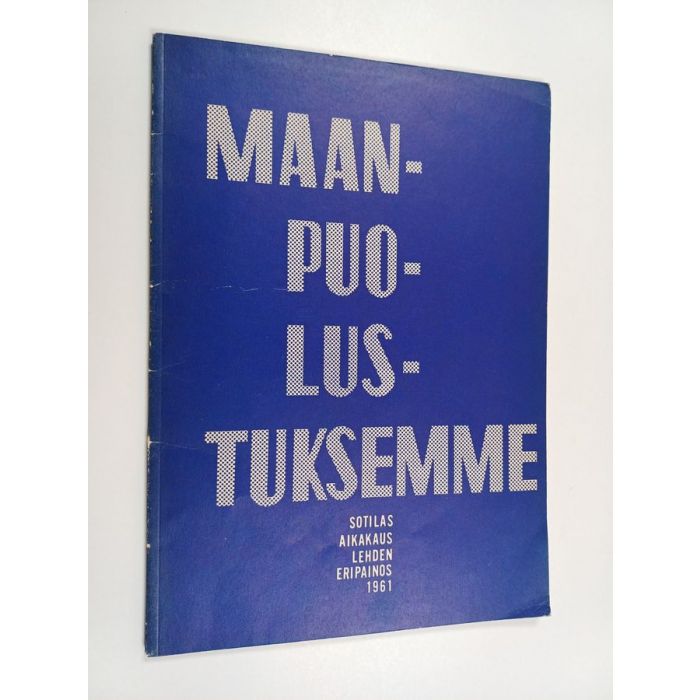 MAAN-
PUO-
LUS-
TUKSEMME
SOTILAS
AIKAKAUS
LEHDEN
ERIPAINOS
1961